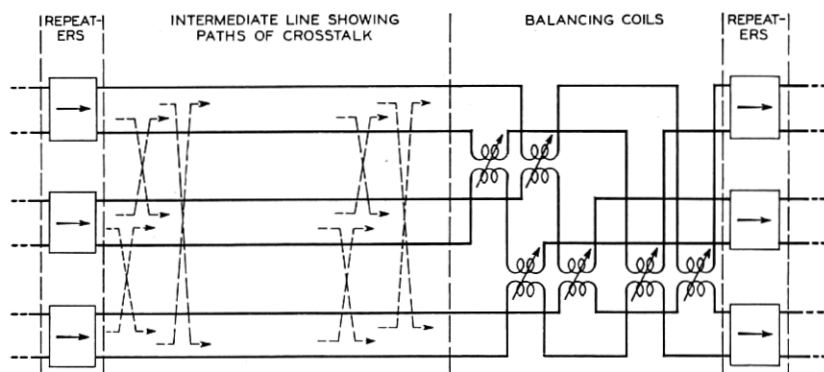 REPEAT-
ERS
INTERMEDIATE LINE SHOWING
PATHS OF CROSSTALK
BALANCING COILS
REPEAT-
ERS